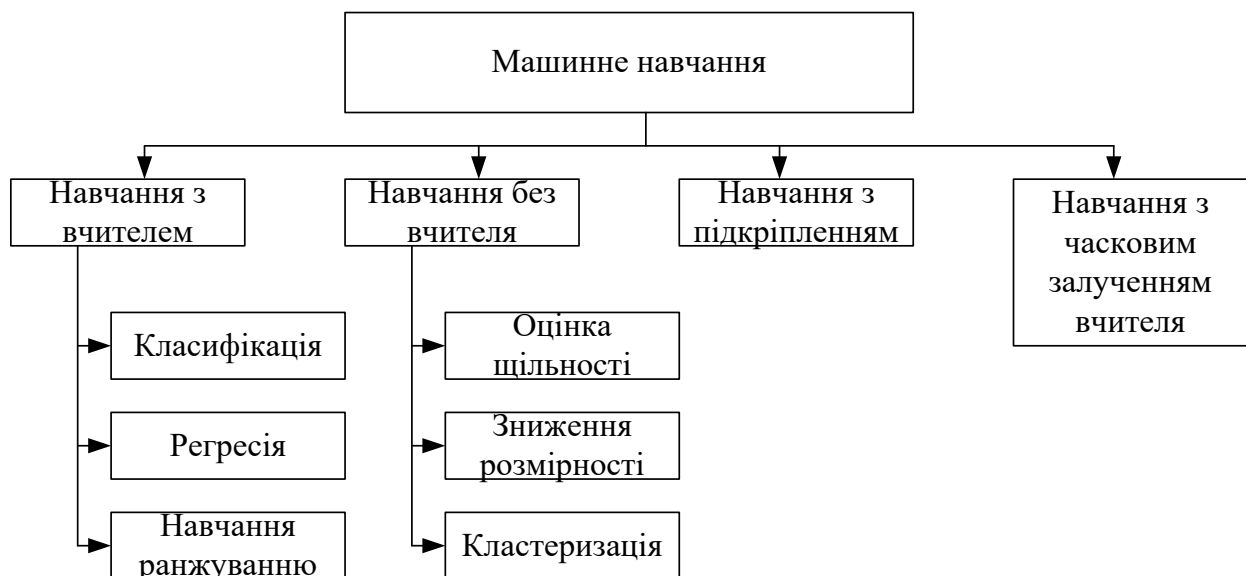 Машинне навчання
Навчання з
вчителем
Навчання без
вчителя
Навчання з
підкріпленням
Навчання з
часковим
залученням
вчителя
Класифікація
Регресія
Навчання
ранжуванню
Оцінка
щільності
Зниження
розмірності
Кластеризація